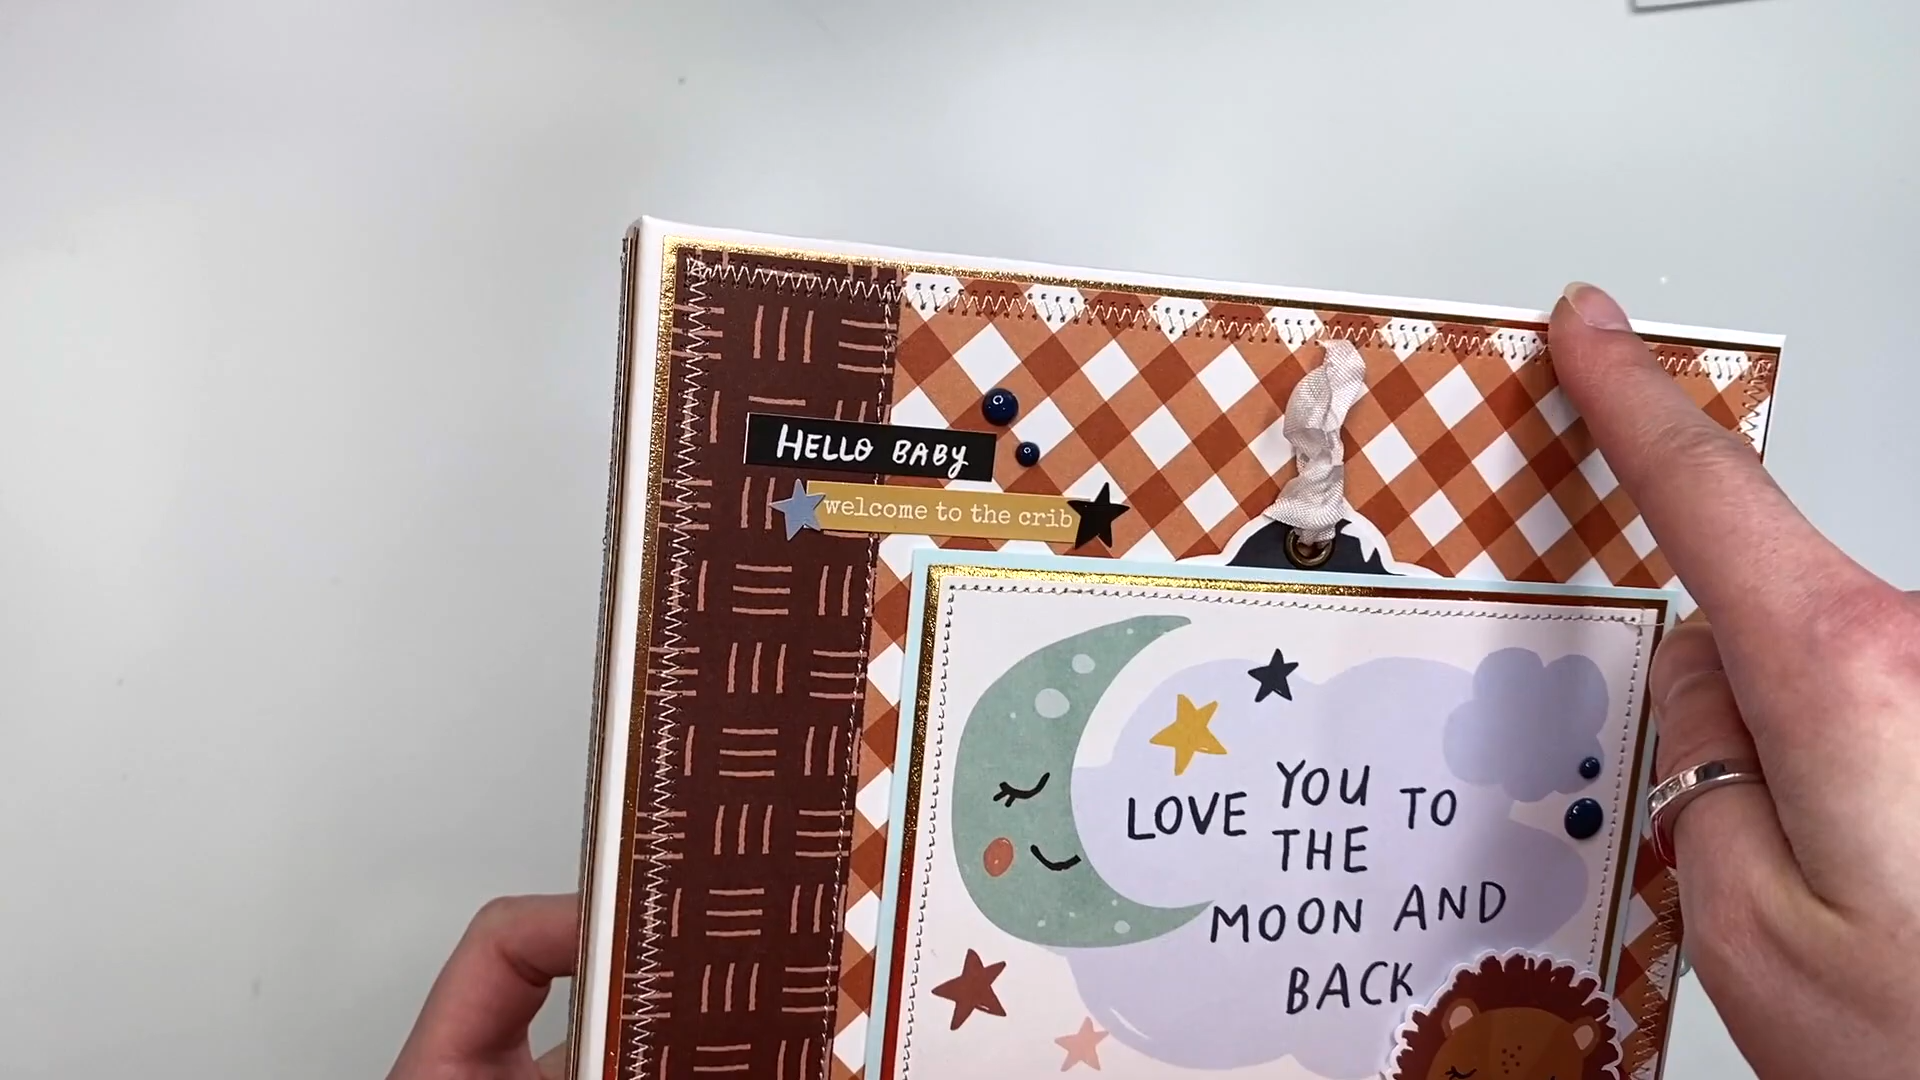 HELLO BABY
welcome to the crib
LOVE YOU TO
THE
MOON AND
BACK